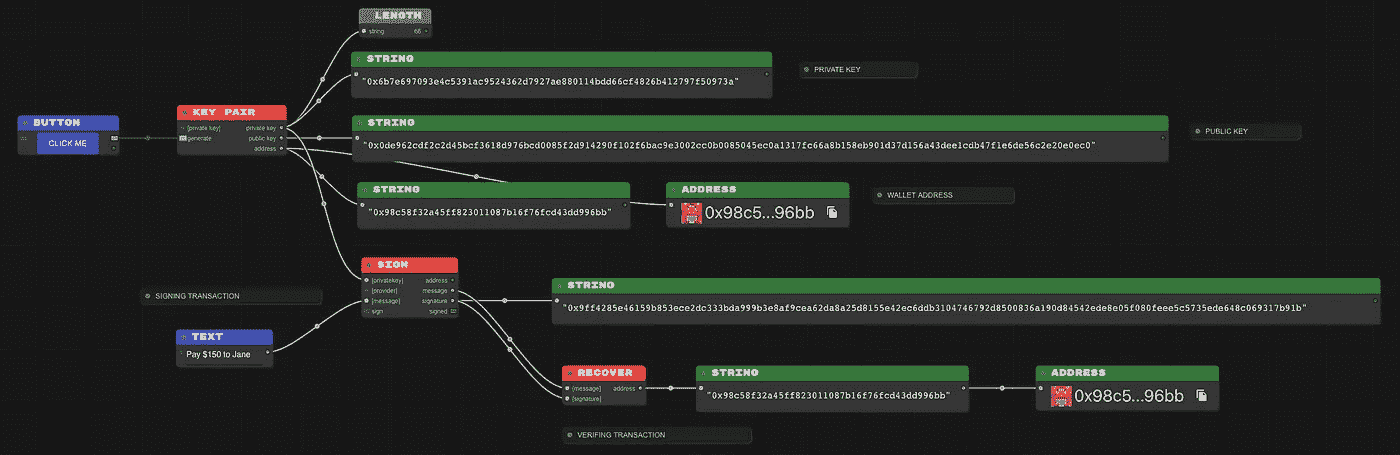 LENGTH
string 66
STRING
"0x6b7e697093e4c5391ac9524362d7927ae880114bdd66cf4826b412797f50973a"
PRIVATE KEY
BUTTON
CLICK ME
KEY PAIR
[private key] private key
generate public key
address
STRING
"0x0de962cdf2c2d45bcf3618d976bcd0085f2d914290f102f6bac9e3002cc0b0085045ec0a1317fc66a8b158eb901d37d156a43dee1cdb47f1e6de56c2e20e0ec0"
PUBLIC KEY
STRING
"0x98c58f32a45ff823011087b16f76fcd43dd996bb"
ADDRESS
0x98c5...96bb
WALLET ADDRESS
SIGNING TRANSACTION
SIGN
[privatekey] address
[provider] message
[message] signature
sign signed
TEXT
Pay $150 to Jane
STRING
"0x9ff4285e46159b853ece2dc333bda999b3e8af9cea62da8a25d8155e42ec6ddb3104746792d8500836a190d84542ede8e05f080feee5c5735ede648c069317b91b"
RECOVER
[message] address
[signature]
STRING
"0x98c58f32a45ff823011087b16f76fcd43dd996bb"
ADDRESS
0x98c5...96bb
VERIFING TRANSACTION